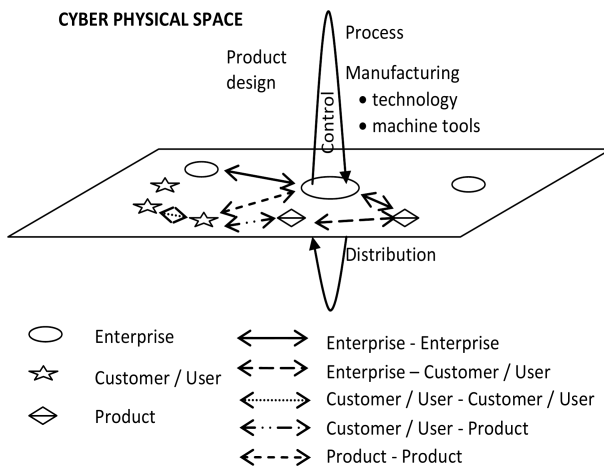 CYBER PHYSICAL SPACE
Product
design
Process
Manufacturing
• technology
• machine tools
Control
Distribution
Enterprise
Customer / User
Product
Enterprise - Enterprise
Enterprise – Customer / User
Customer / User - Customer / User
Customer / User - Product
Product - Product